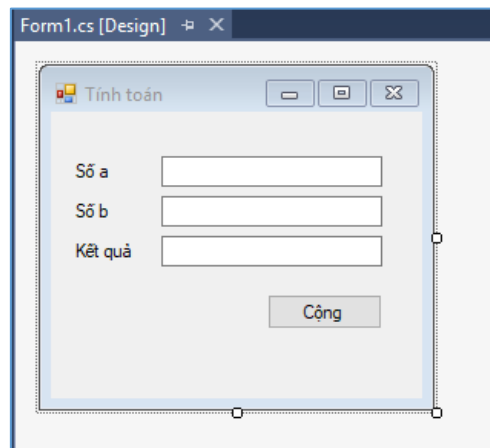 Form1.cs [Design]
Tính toán
Số a
Số b
Kết quả
Cộng